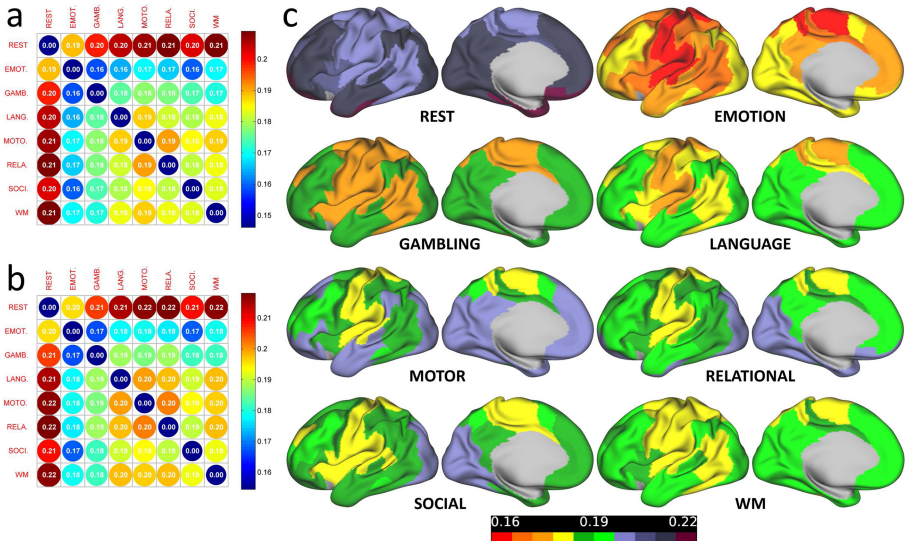 a
REST EMOT. GAMB. LANG. MOTO. RELA. SOCI. WM
REST 0.00 0.19 0.20 0.20 0.21 0.21 0.20 0.21
EMOT. 0.19 0.00 0.16 0.16 0.17 0.17 0.16 0.17
GAMB. 0.20 0.16 0.00 0.18 0.18 0.18 0.17 0.17
LANG. 0.20 0.16 0.18 0.00 0.19 0.18 0.18 0.18
MOTO. 0.21 0.17 0.18 0.19 0.00 0.19 0.18 0.19
RELA. 0.21 0.17 0.18 0.18 0.19 0.00 0.18 0.18
SOCI. 0.20 0.16 0.17 0.18 0.18 0.18 0.00 0.18
WM 0.21 0.17 0.17 0.18 0.19 0.18 0.18 0.00
0.21
0.2
0.19
0.18
0.17
0.16
0.15
b
REST EMOT. GAMB. LANG. MOTO. RELA. SOCI. WM
REST 0.00 0.20 0.21 0.21 0.22 0.22 0.21 0.22
EMOT. 0.20 0.00 0.17 0.18 0.18 0.18 0.17 0.18
GAMB. 0.21 0.17 0.00 0.19 0.19 0.19 0.18 0.18
LANG. 0.21 0.18 0.19 0.00 0.20 0.20 0.19 0.20
MOTO. 0.22 0.18 0.19 0.20 0.00 0.20 0.19 0.20
RELA. 0.22 0.18 0.19 0.20 0.20 0.00 0.19 0.20
SOCI. 0.21 0.17 0.18 0.19 0.19 0.19 0.00 0.19
WM 0.22 0.18 0.18 0.20 0.20 0.20 0.19 0.00
0.21
0.2
0.19
0.18
0.17
0.16
c
REST EMOTION
GAMBLING LANGUAGE
MOTOR RELATIONAL
SOCIAL WM
0.16 0.19 0.22